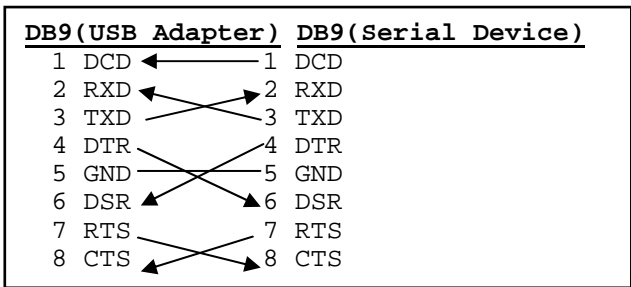 DB9(USB Adapter) DB9(Serial Device)
1 DCD 1 DCD
2 RXD 2 RXD
3 TXD 3 TXD
4 DTR 4 DTR
5 GND 5 GND
6 DSR 6 DSR
7 RTS 7 RTS
8 CTS 8 CTS